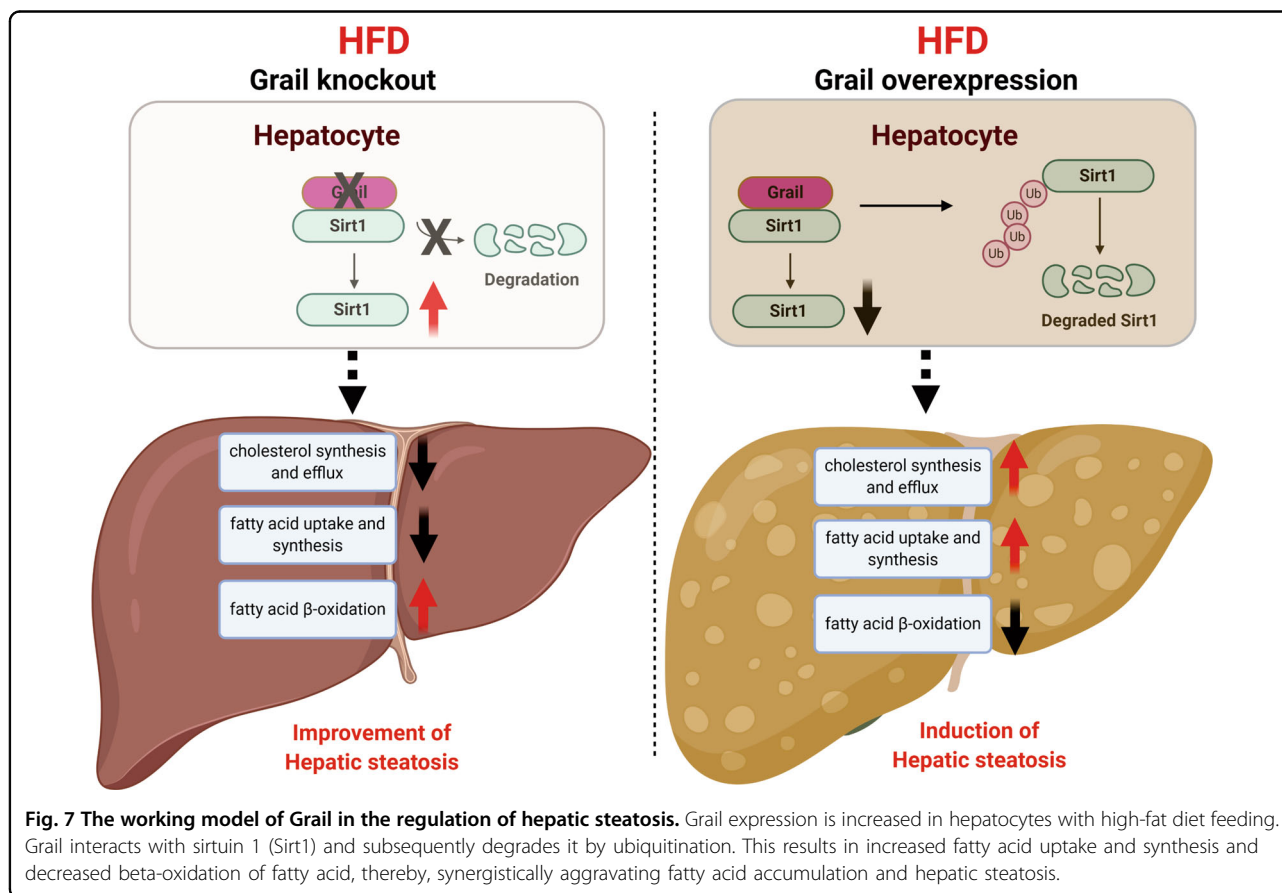 HFD
Grail knockout
Hepatocyte
Grail
Sirt1
Degradation
Sirt1
cholesterol synthesis
and efflux
fatty acid uptake and
synthesis
fatty acid β-oxidation
Improvement of
Hepatic steatosis
HFD
Grail overexpression
Hepatocyte
Grail
Sirt1
Sirt1
Ub
Ub
Ub
Ub
Sirt1
Degraded Sirt1
cholesterol synthesis
and efflux
fatty acid uptake and
synthesis
fatty acid β-oxidation
Induction of
Hepatic steatosis
Fig. 7 The working model of Grail in the regulation of hepatic steatosis. Grail expression is increased in hepatocytes with high-fat diet feeding.
Grail interacts with sirtuin 1 (Sirt1) and subsequently degrades it by ubiquitination. This results in increased fatty acid uptake and synthesis and
decreased beta-oxidation of fatty acid, thereby, synergistically aggravating fatty acid accumulation and hepatic steatosis.